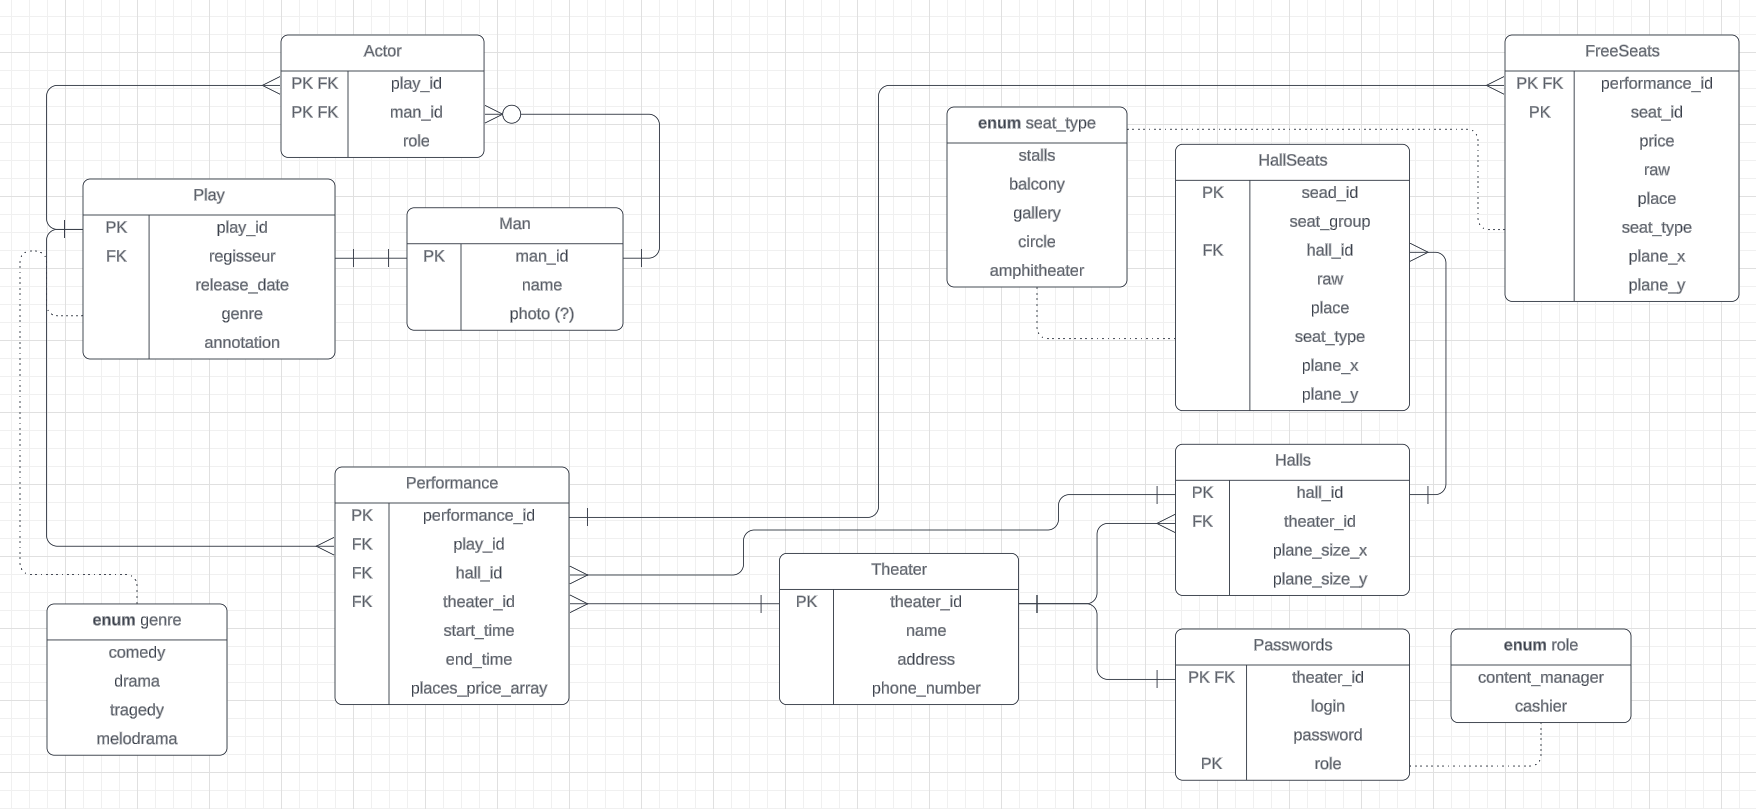 Actor
PK FK play_id
PK FK man_id
role
Play
PK play_id
FK regisseur
release_date
genre
annotation
Man
PK man_id
name
photo (?)
enum seat_type
stalls
balcony
gallery
circle
amphitheater
HallSeats
PK sead_id
seat_group
FK hall_id
raw
place
seat_type
plane_x
plane_y
FreeSeats
PK FK performance_id
PK seat_id
price
raw
place
seat_type
plane_x
plane_y
Performance
PK performance_id
FK play_id
FK hall_id
FK theater_id
start_time
end_time
places_price_array
Halls
PK hall_id
FK theater_id
plane_size_x
plane_size_y
Theater
PK theater_id
name
address
phone_number
enum genre
comedy
drama
tragedy
melodrama
Passwords
PK FK theater_id
login
password
PK role
enum role
content_manager
cashier